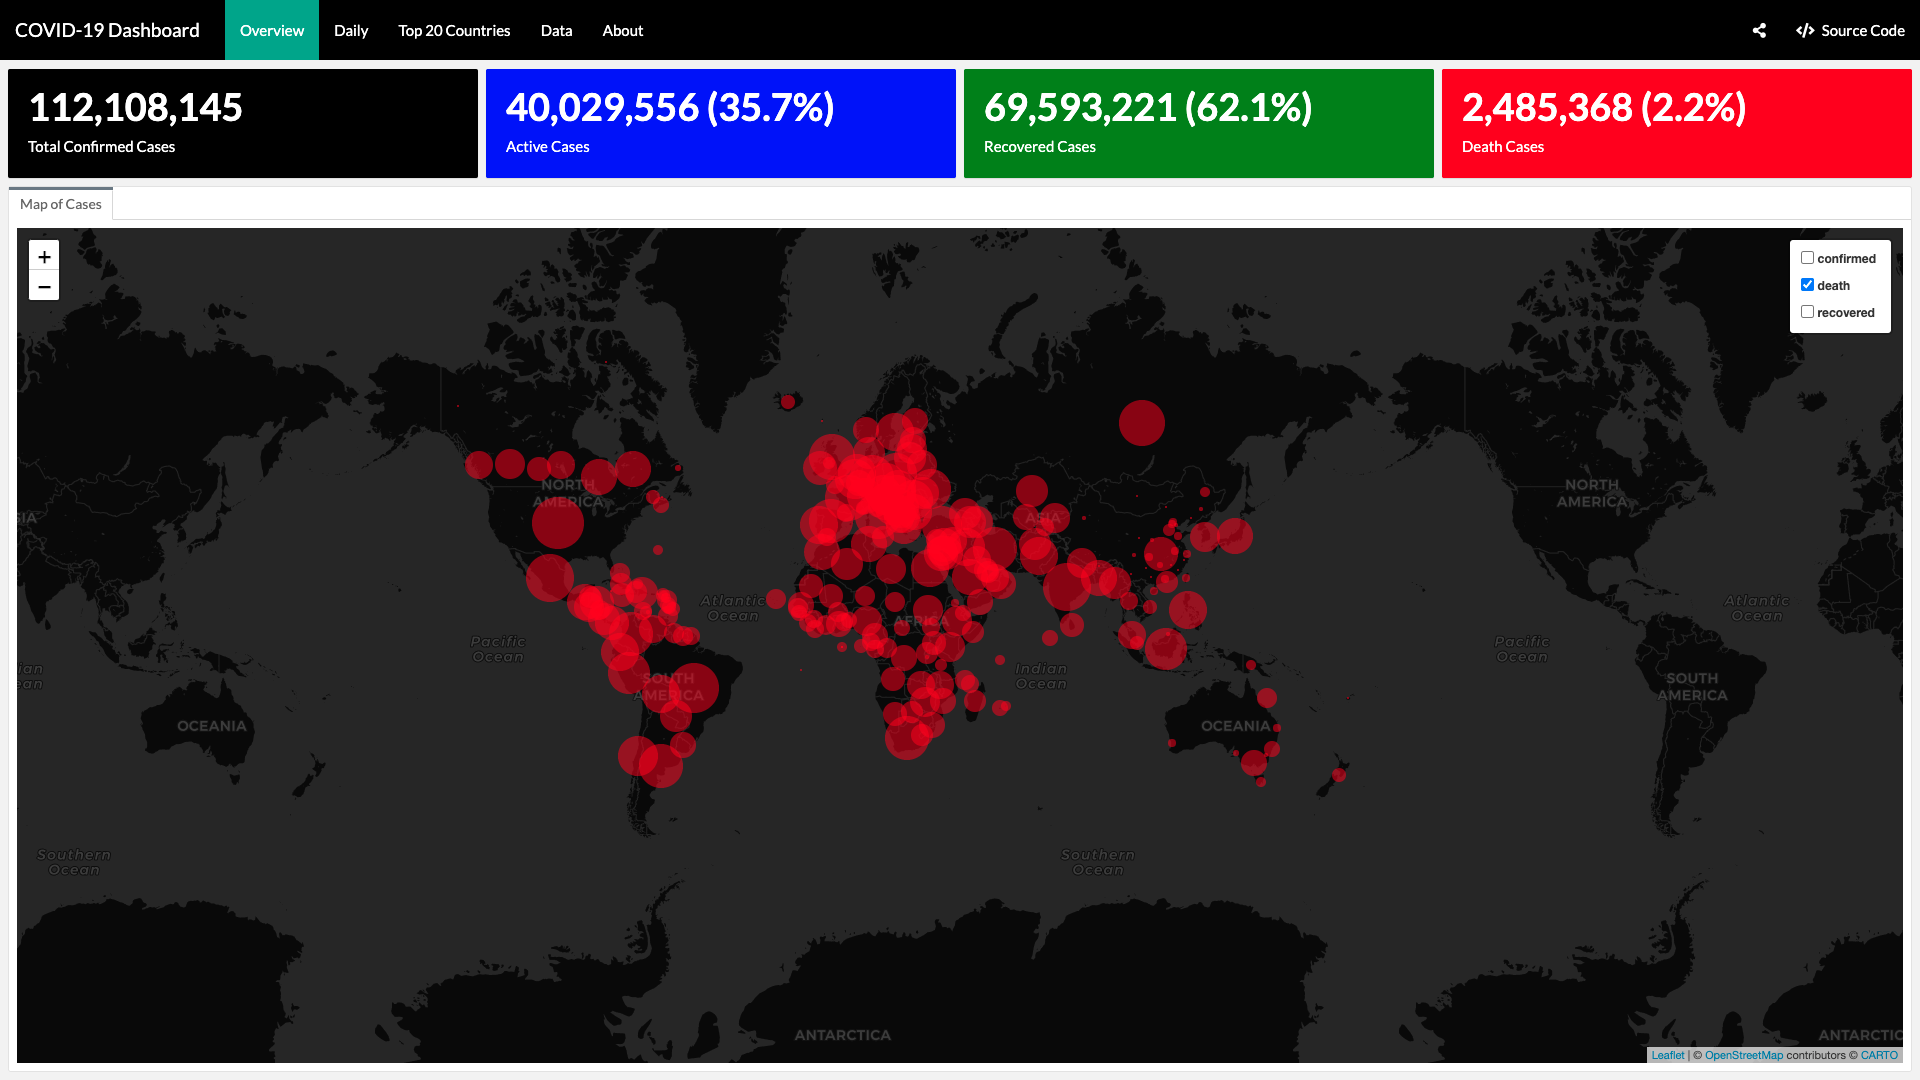 COVID-19 Dashboard
Overview
Daily
Top 20 Countries
Data
About
Source Code
112,108,145
Total Confirmed Cases
40,029,556 (35.7%)
Active Cases
69,593,221 (62.1%)
Recovered Cases
2,485,368 (2.2%)
Death Cases
Map of Cases
+
−
confirmed
death
recovered
NORTH
AMERICA
ASIA
NORTH
AMERICA
SIA
Atlantic
Ocean
AFRICA
Atlantic
Ocean
Pacific
Ocean
Pacific
Ocean
ian
ean
Indian
Ocean
SOUTH
AMERICA
SOUTH
AMERICA
OCEANIA
OCEANIA
Southern
Ocean
Southern
Ocean
ANTARCTICA
ANTARCTIC
Leaflet | © OpenStreetMap contributors © CARTO